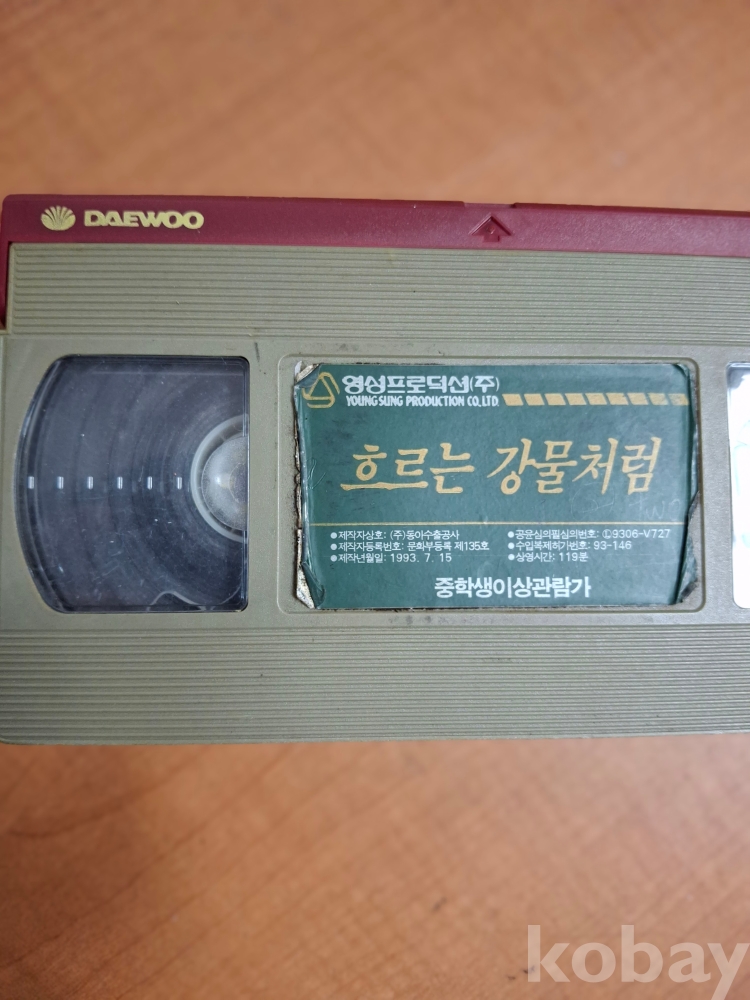 DAEWOO
영성프로덕션(주)
YOUNG SUNG PRODUCTION CO., LTD.
흐르는 강물처럼
● 제작자상호: (주)동아수출공사
● 공윤심의필심의번호: ①9306-V727
● 제작자등록번호: 문화부등록 제135호
● 수입복제허가번호: 93-146
● 제작년월일: 1993. 7. 15
● 상영시간: 119분
중학생이상관람가
kobay